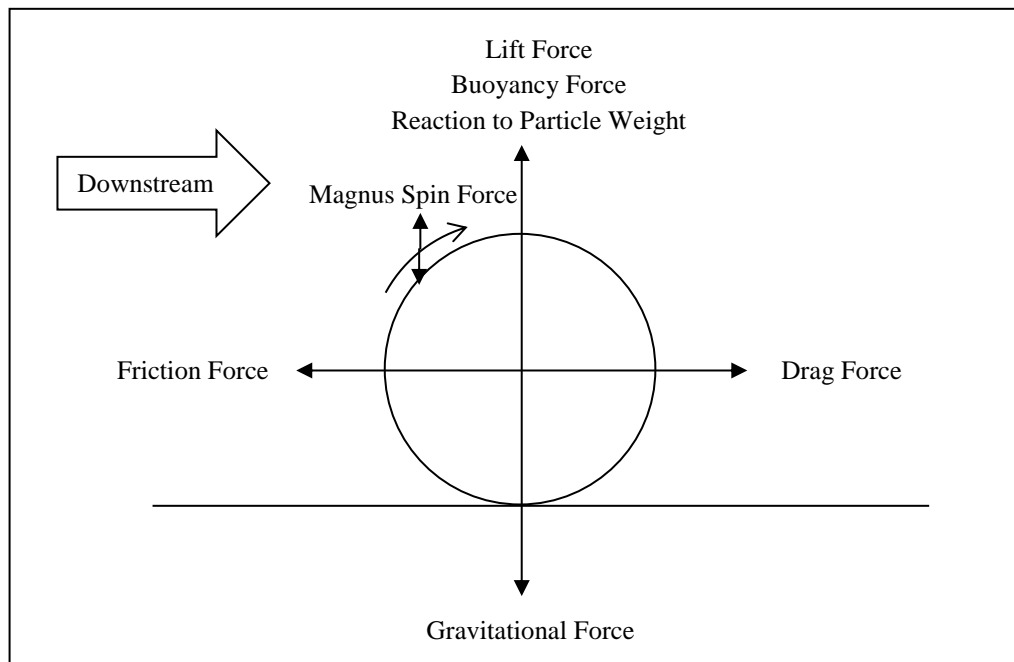 Lift Force
Buoyancy Force
Reaction to Particle Weight
Downstream
Magnus Spin Force
Friction Force
Drag Force
Gravitational Force